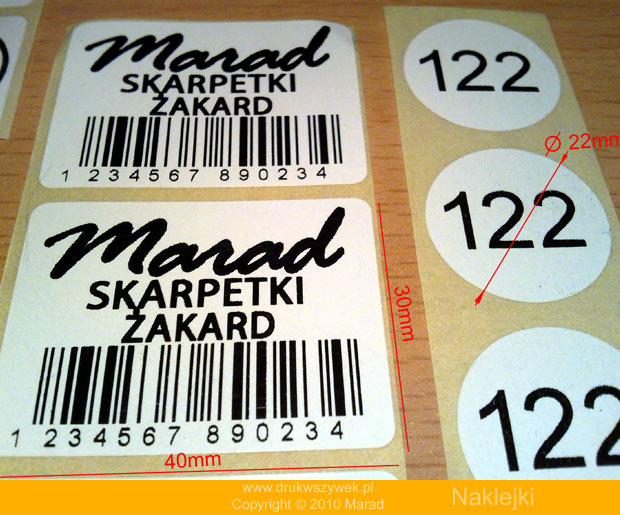 Marad
SKARPETKI
ŻAKARD
1 234567 890234
Marad
SKARPETKI
ŻAKARD
1 234567 890234
122
122
122
Ø 22mm
30mm
40mm
www.drukwszywek.pl
Copyright © 2010 Marad
Naklejki